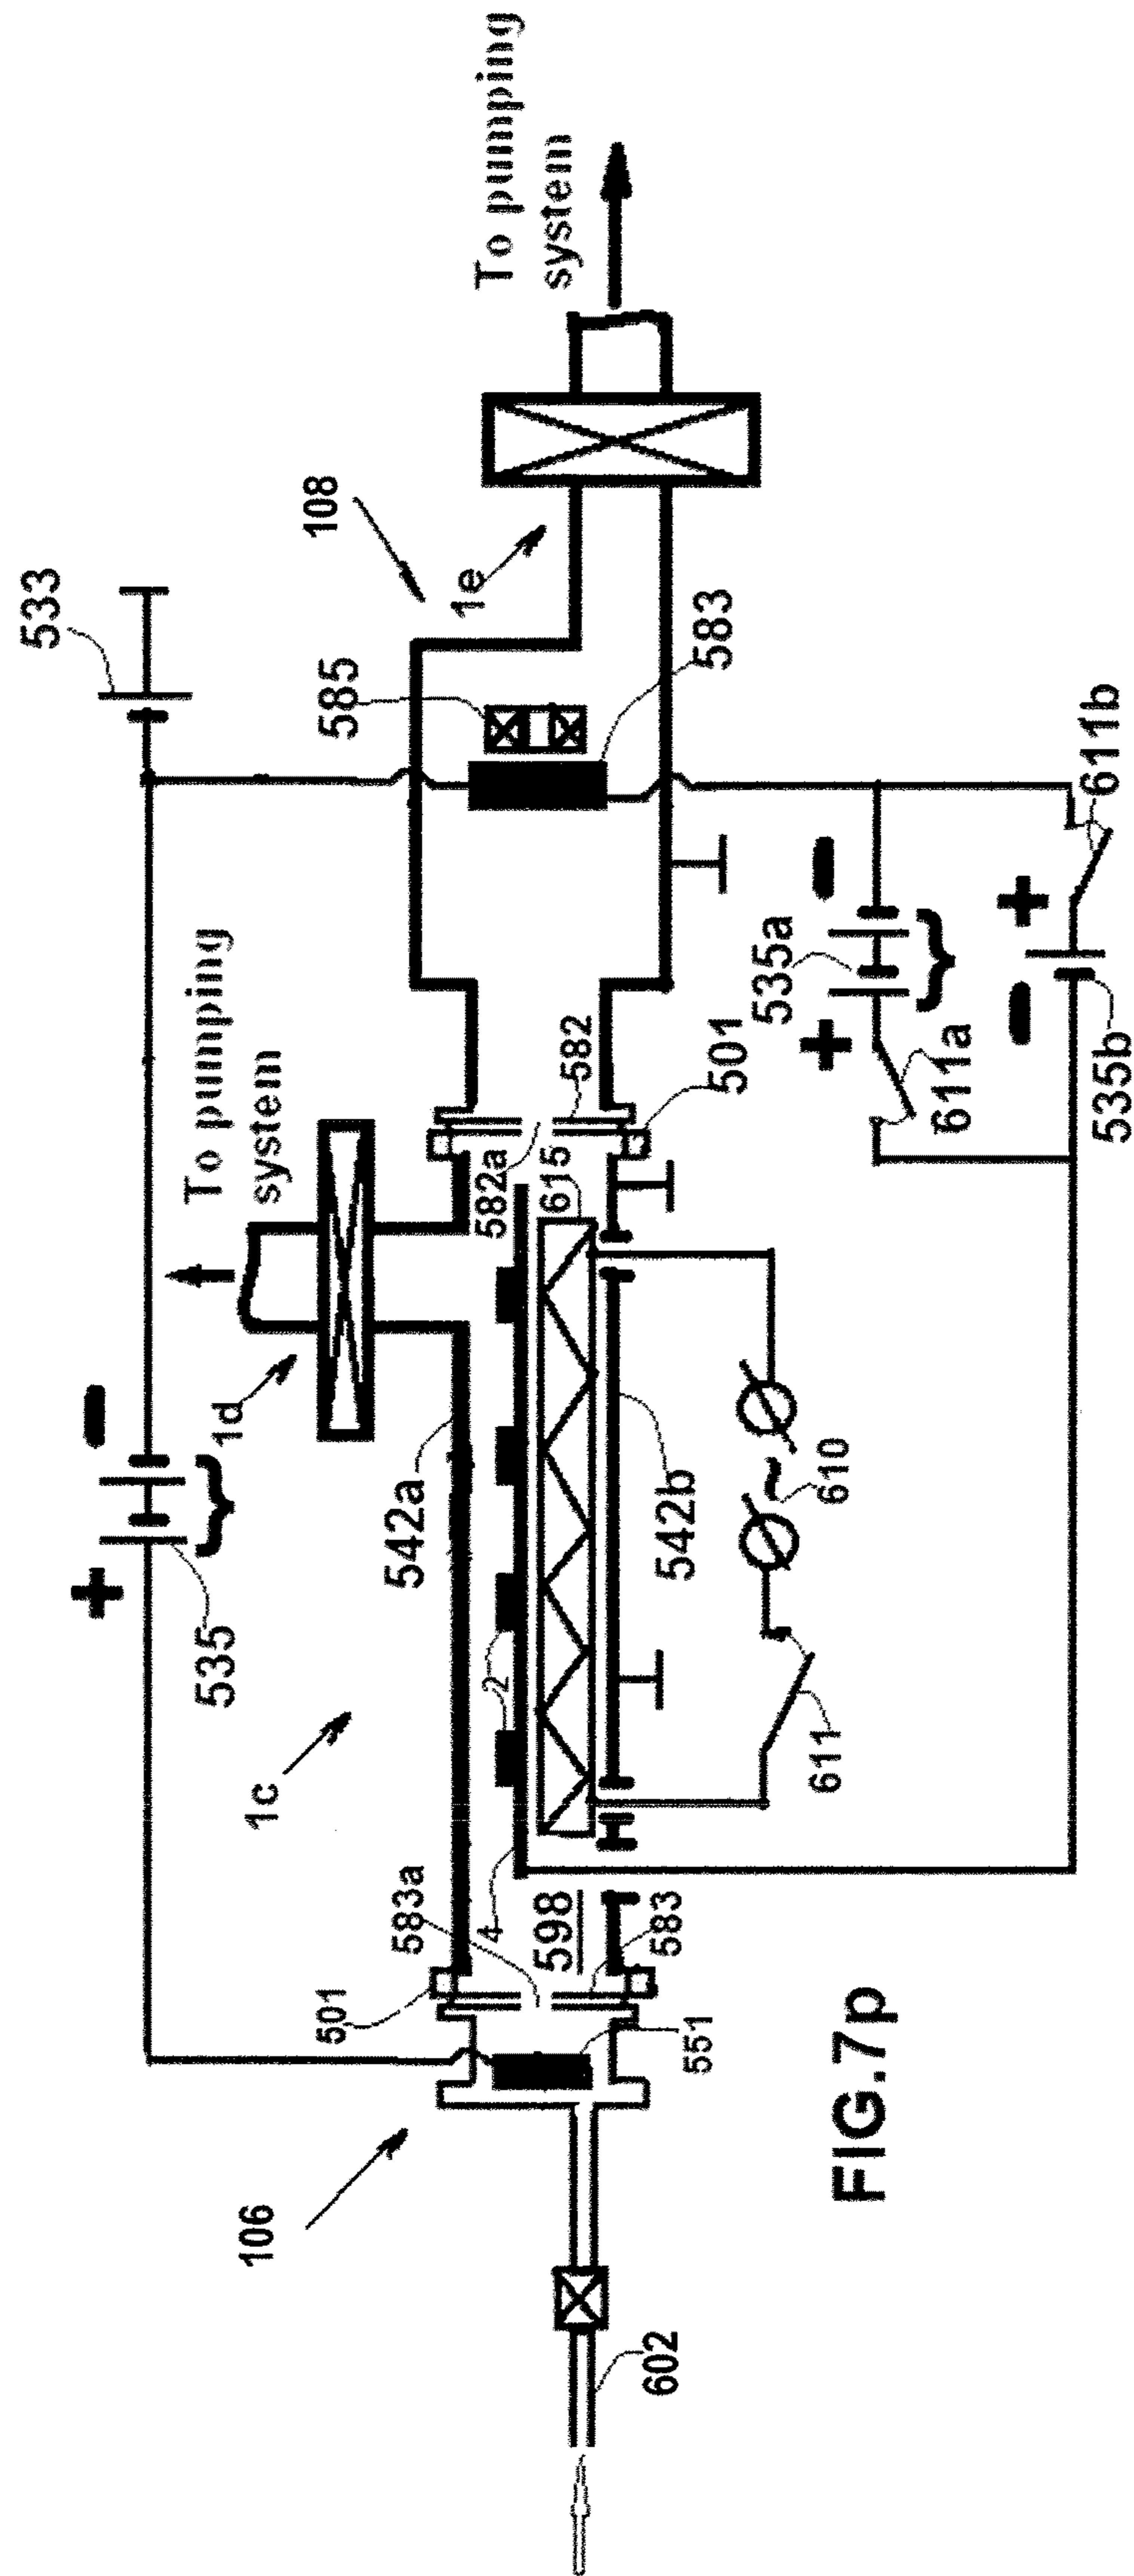 533
+
−
To pumping
system
535
1d
106
1c
108
501
585
583a
542a
1e
4
2
582a
To pumping
system
598
615
582
602
551
583
542b
501
583
610
~
611
+
−
535a
611a
−
+
535b
611b
FIG.7p